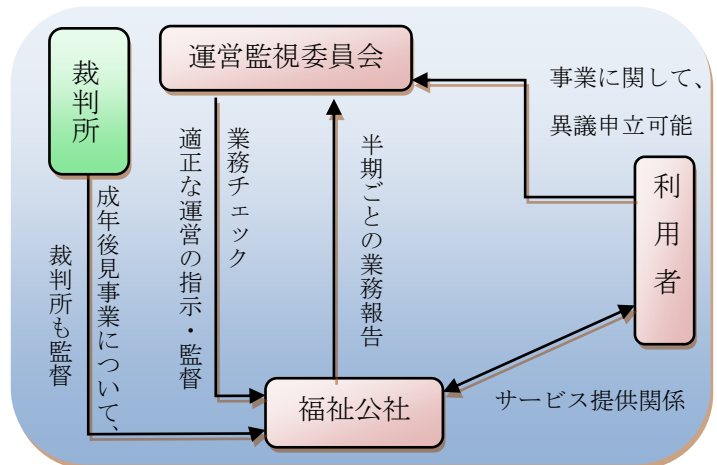 運営監視委員会
裁判所
事業に関して、
異議申立可能
業務チェック
適正な運営の指示・監督
半期ごとの業務報告
利用者
成年後見事業について、
裁判所も監督
福祉公社
サービス提供関係